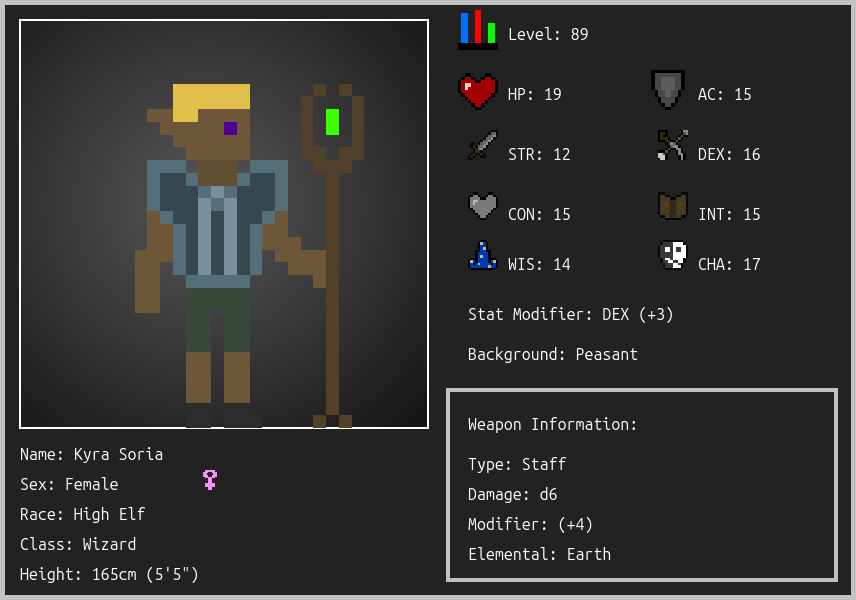 Level: 89
HP: 19
AC: 15
STR: 12
DEX: 16
CON: 15
INT: 15
WIS: 14
CHA: 17
Stat Modifier: DEX (+3)
Background: Peasant
Weapon Information:
Type: Staff
Damage: d6
Modifier: (+4)
Elemental: Earth
Name: Kyra Soria
Sex: Female
Race: High Elf
Class: Wizard
Height: 165cm (5'5")